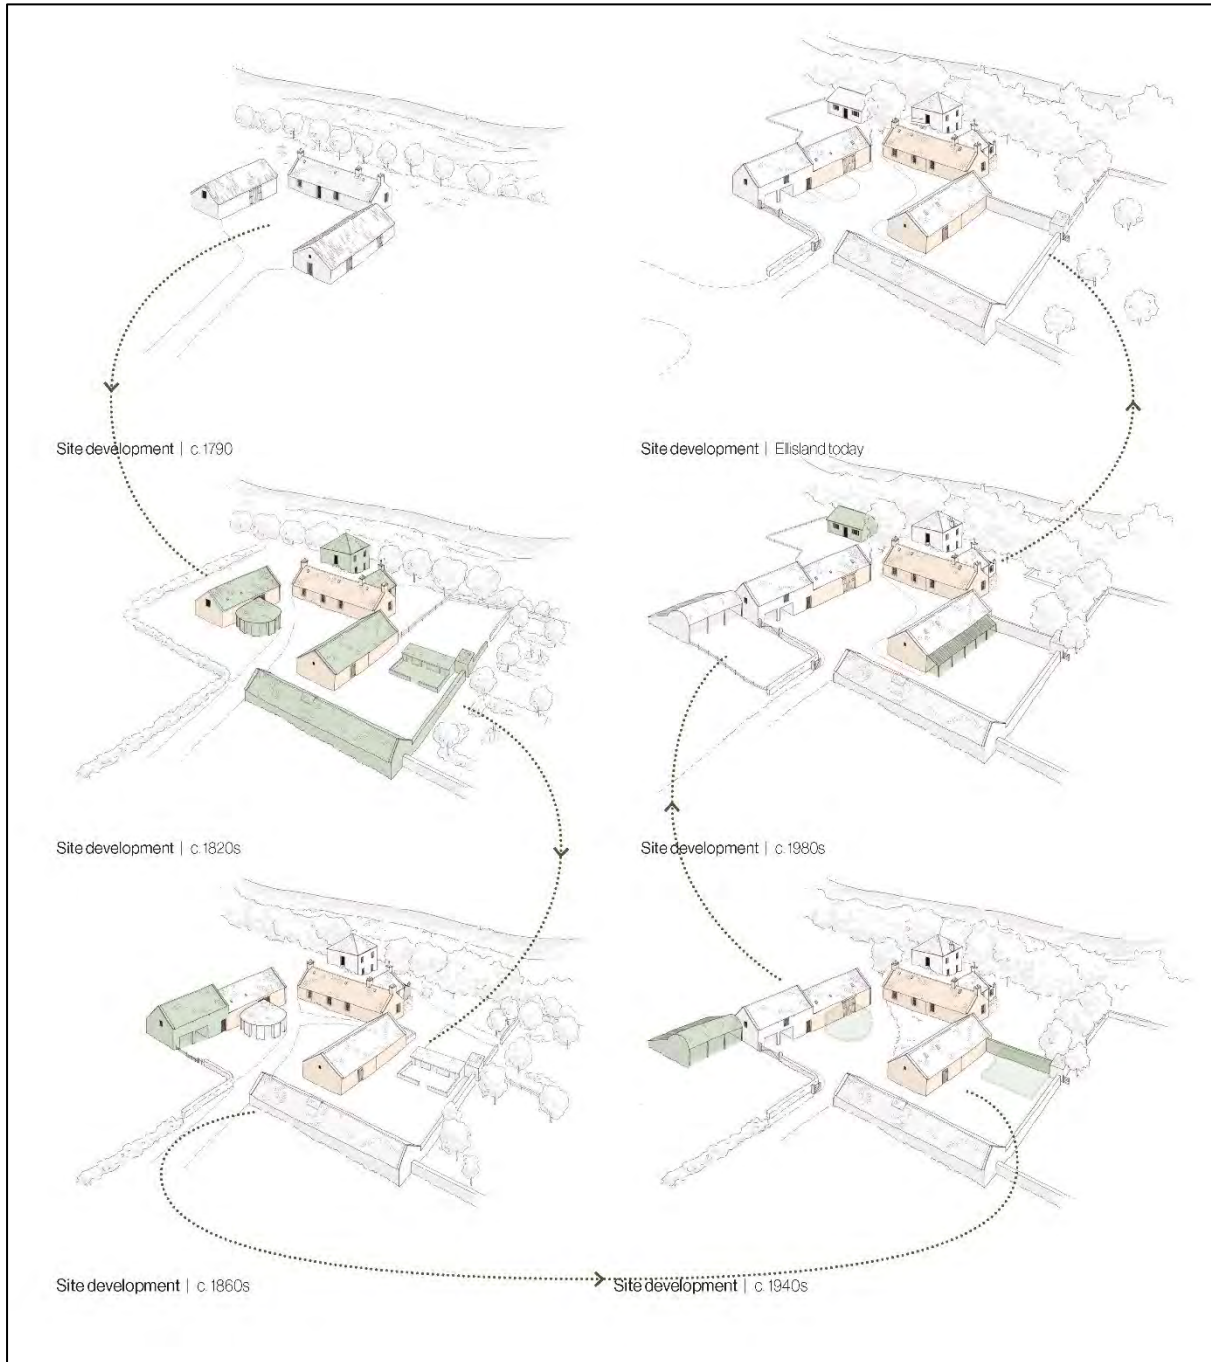 Site development | c.1790
Site development | Ellisland today
Site development | c.1820s
Site development | c.1980s
Site development | c.1860s
Site development | c.1940s